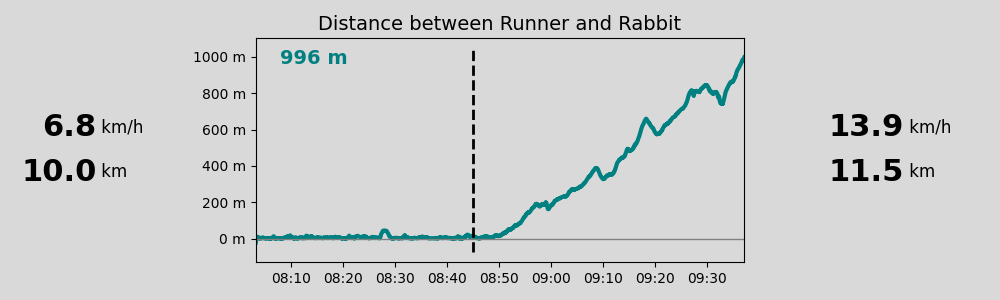 Distance between Runner and Rabbit
996 m
1000 m
800 m
600 m
400 m
200 m
0 m
08:10 08:20 08:30 08:40 08:50 09:00 09:10 09:20 09:30
6.8 km/h
10.0 km
13.9 km/h
11.5 km